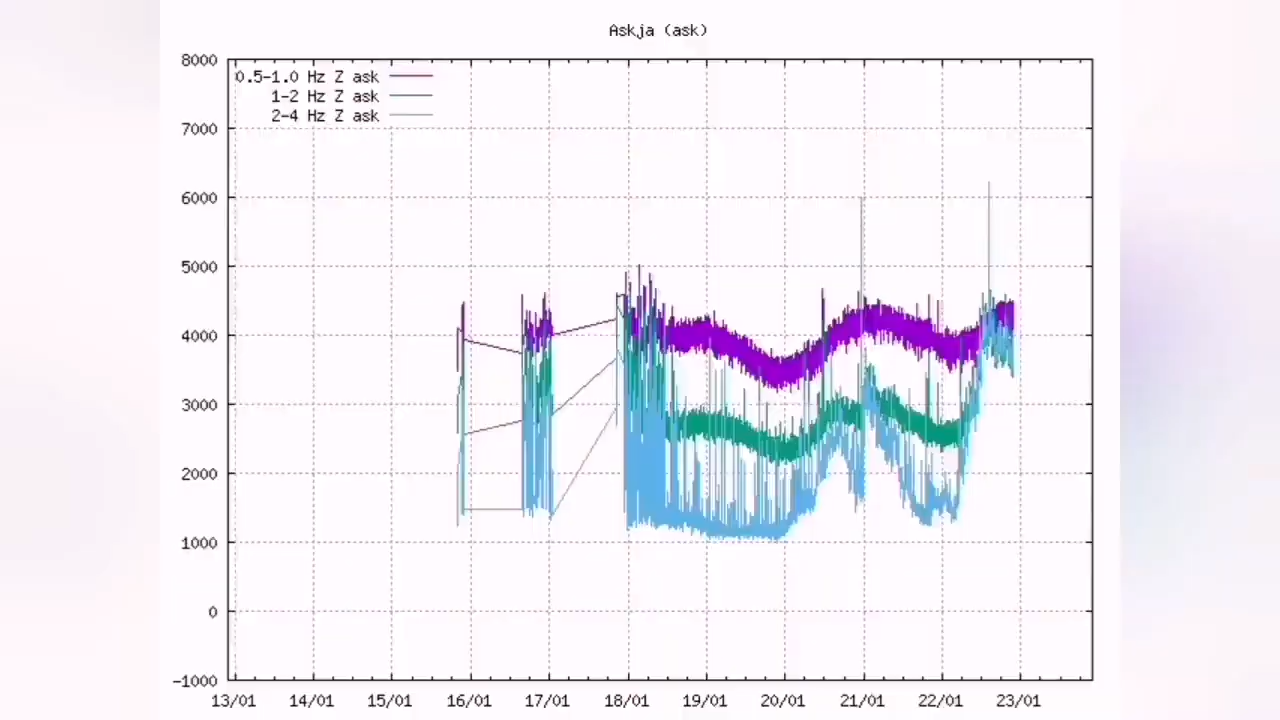 Askja (ask)
8000
0.5-1.0 Hz Z ask
1-2 Hz Z ask
2-4 Hz Z ask
7000
6000
5000
4000
3000
2000
1000
0
-1000
13/01 14/01 15/01 16/01 17/01 18/01 19/01 20/01 21/01 22/01 23/01